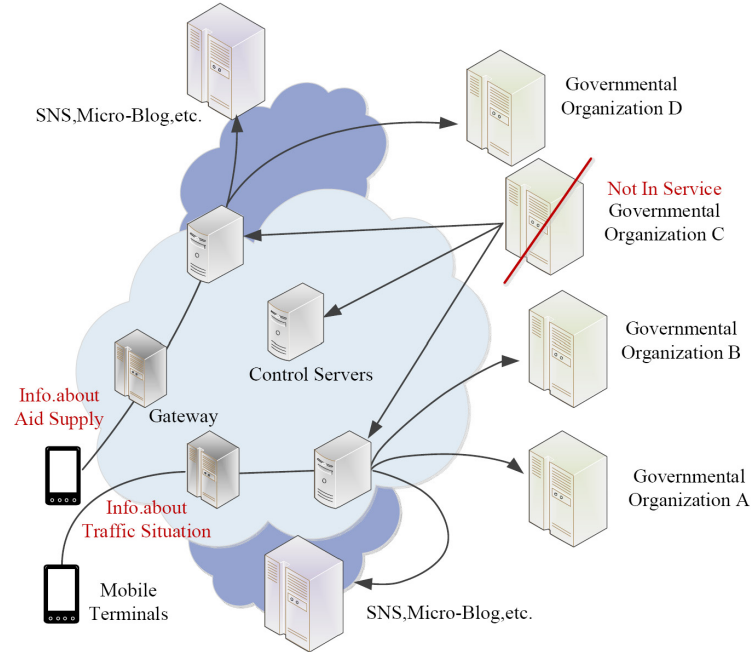 SNS,Micro-Blog,etc.
Governmental
Organization D
Not In Service
Governmental
Organization C
Governmental
Organization B
Control Servers
Info.about
Aid Supply
Gateway
Governmental
Organization A
Info.about
Traffic Situation
Mobile
Terminals
SNS,Micro-Blog,etc.